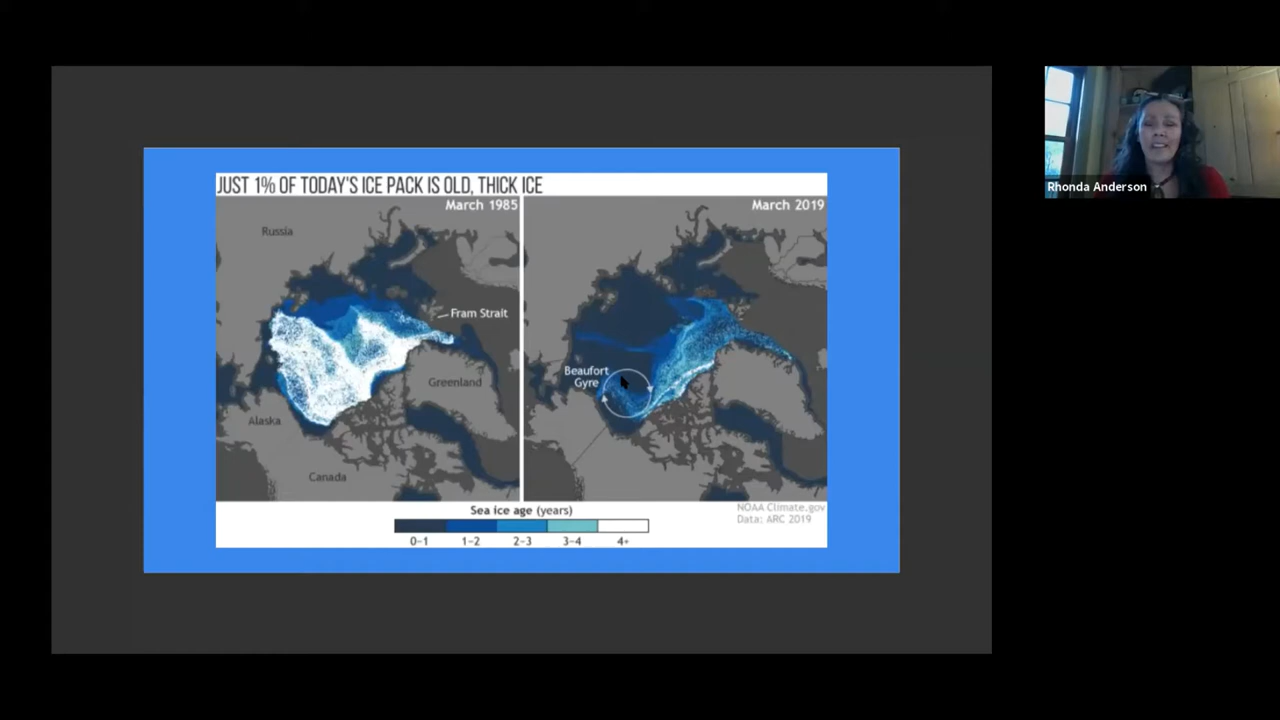 JUST 1% OF TODAY'S ICE PACK IS OLD, THICK ICE
March 1985
Russia
Fram Strait
Greenland
Alaska
Canada
March 2019
Beaufort
Gyre
Sea ice age (years)
0-1 1-2 2-3 3-4 4+
NOAA Climate.gov
Data: ARC 2019
Rhonda Anderson